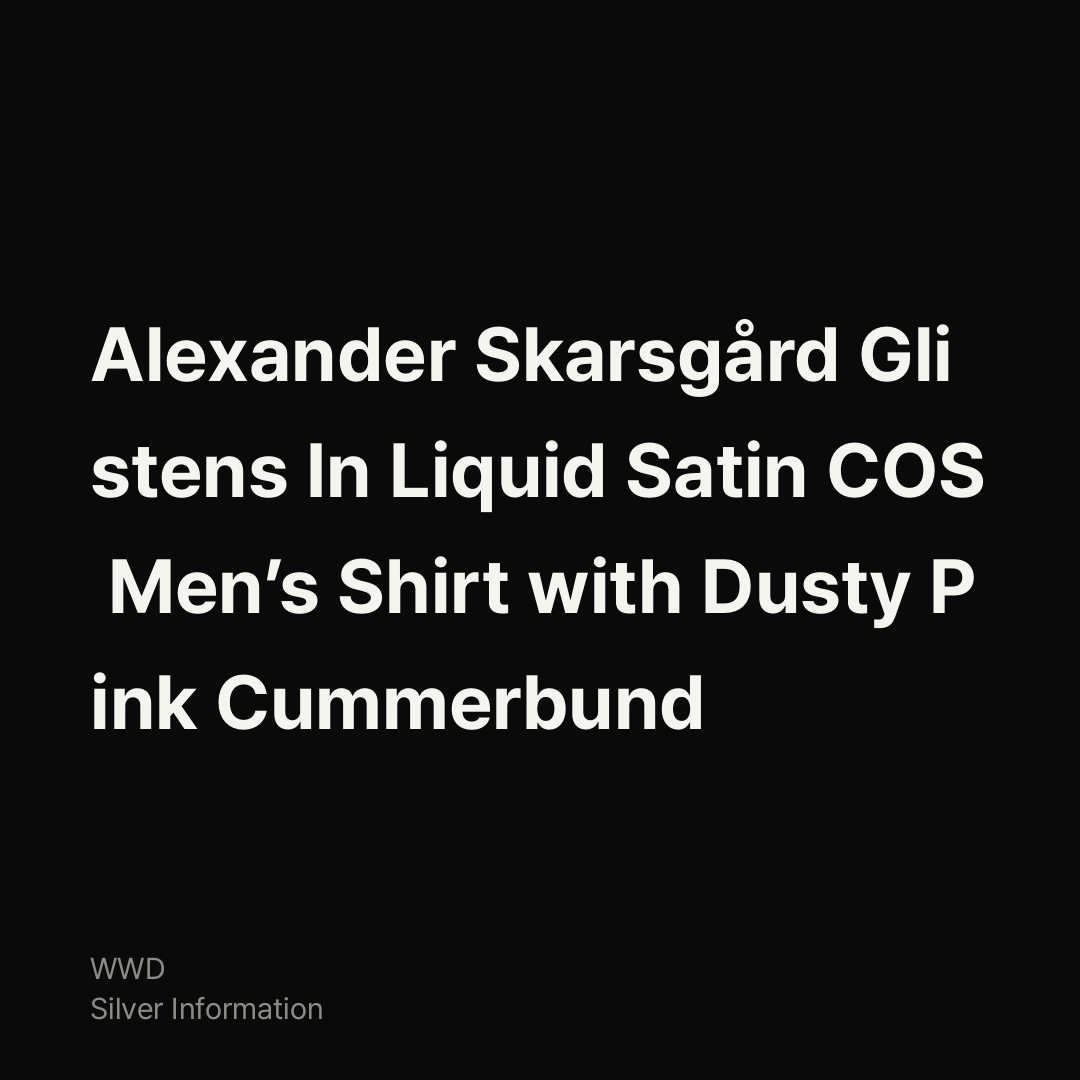 Alexander Skarsgård Gli
stens In Liquid Satin COS
Men’s Shirt with Dusty P
ink Cummerbund
WWD
Silver Information